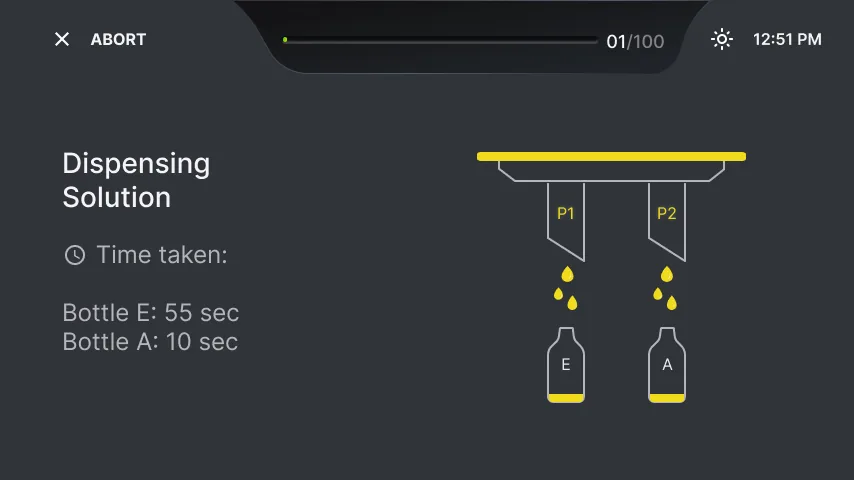 ABORT
01/100
12:51 PM
Dispensing
Solution
Time taken:
Bottle E: 55 sec
Bottle A: 10 sec
P1
P2
E
A